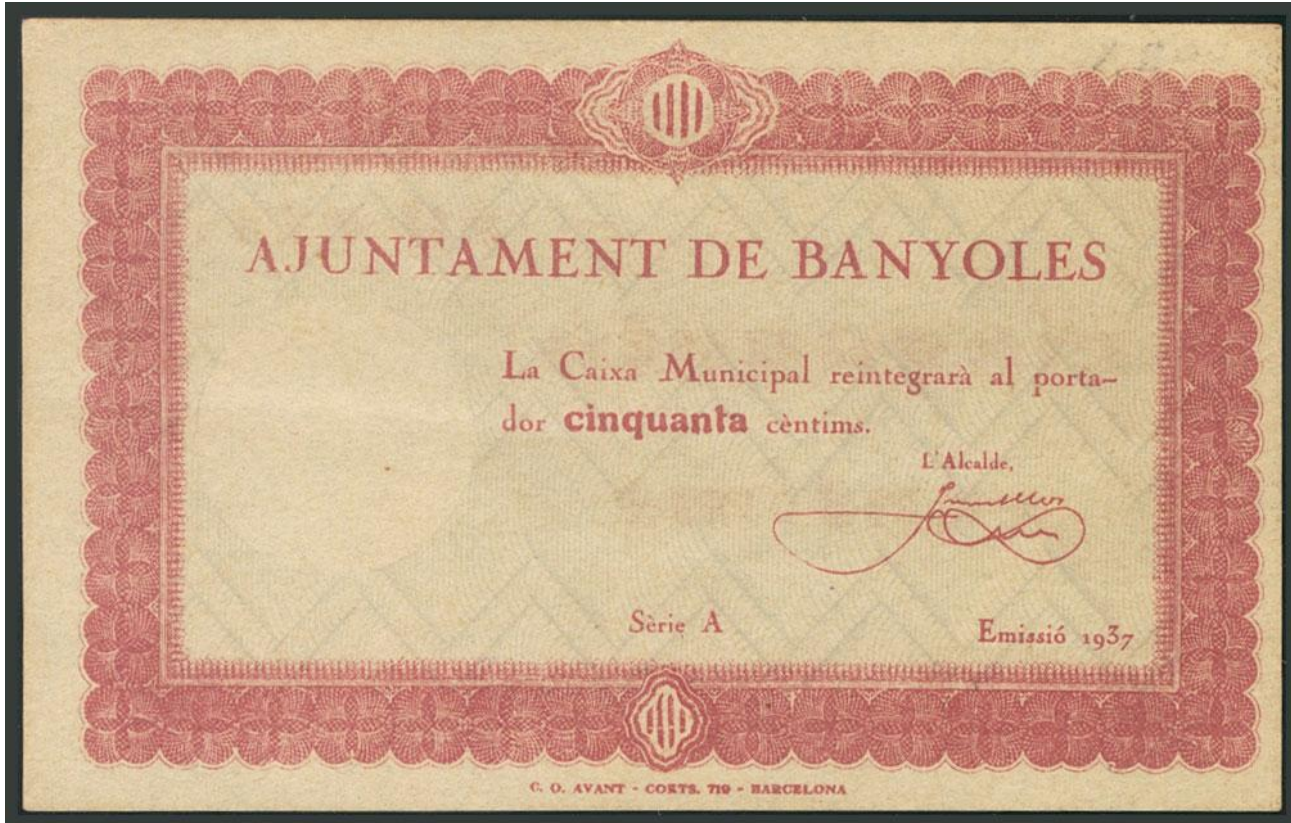 AJUNTAMENT DE BANYOLES
La Caixa Municipal reintegrarà al porta-
dor cinquanta cèntims.
L'Alcalde,
Sèrie A
Emissió 1937
C. O. AVANT - CORTS, 719 - BARCELONA